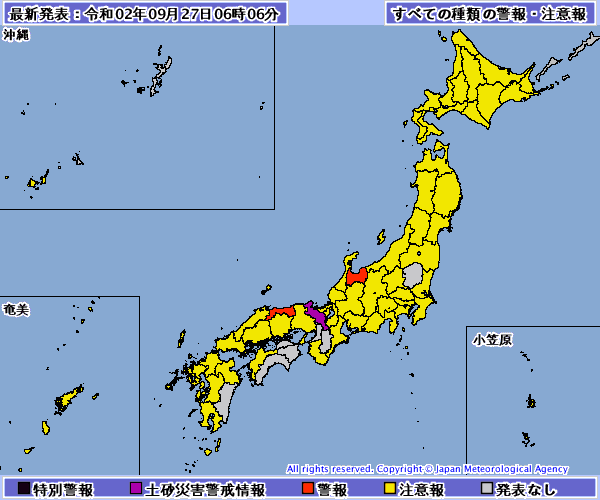 最新発表：令和02年09月27日06時06分
すべての種類の警報・注意報
沖縄
奄美
小笠原
All rights reserved. Copyright © Japan Meteorological Agency
特別警報
土砂災害警戒情報
警報
注意報
発表なし